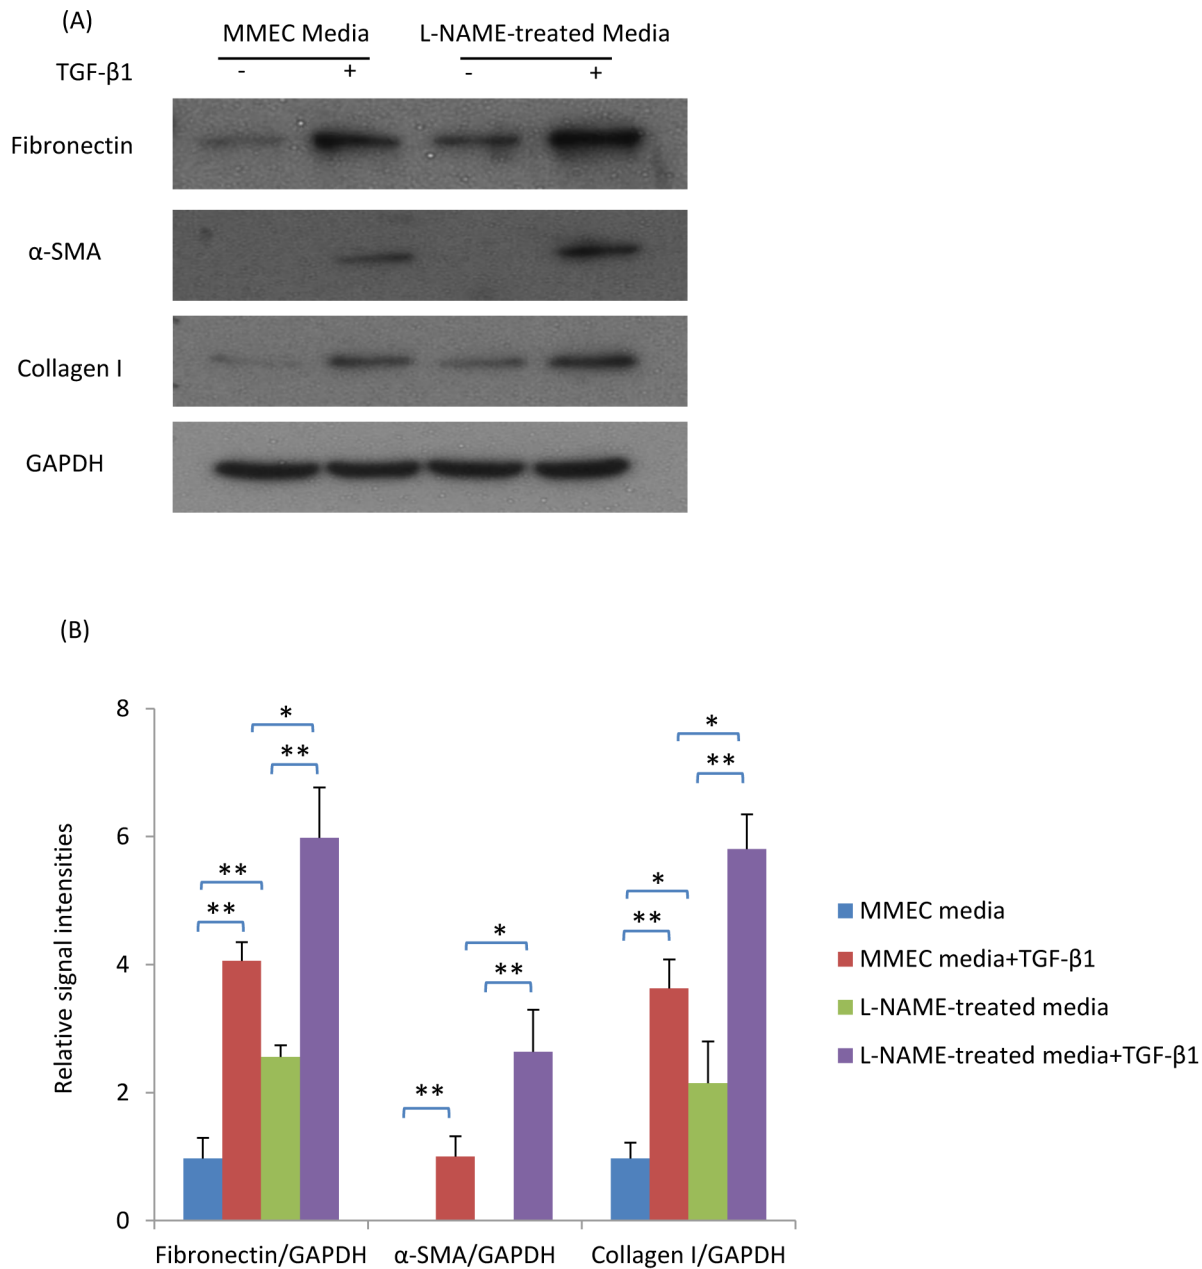 (A)
MMEC Media L-NAME-treated Media
TGF-β1 - + - +
Fibronectin
α-SMA
Collagen I
GAPDH
(B)
Relative signal intensities
8
6
4
2
0
* ** ** **
** * **
* ** * **
Fibronectin/GAPDH α-SMA/GAPDH Collagen I/GAPDH
MMEC media
MMEC media+TGF-β1
L-NAME-treated media
L-NAME-treated media+TGF-β1